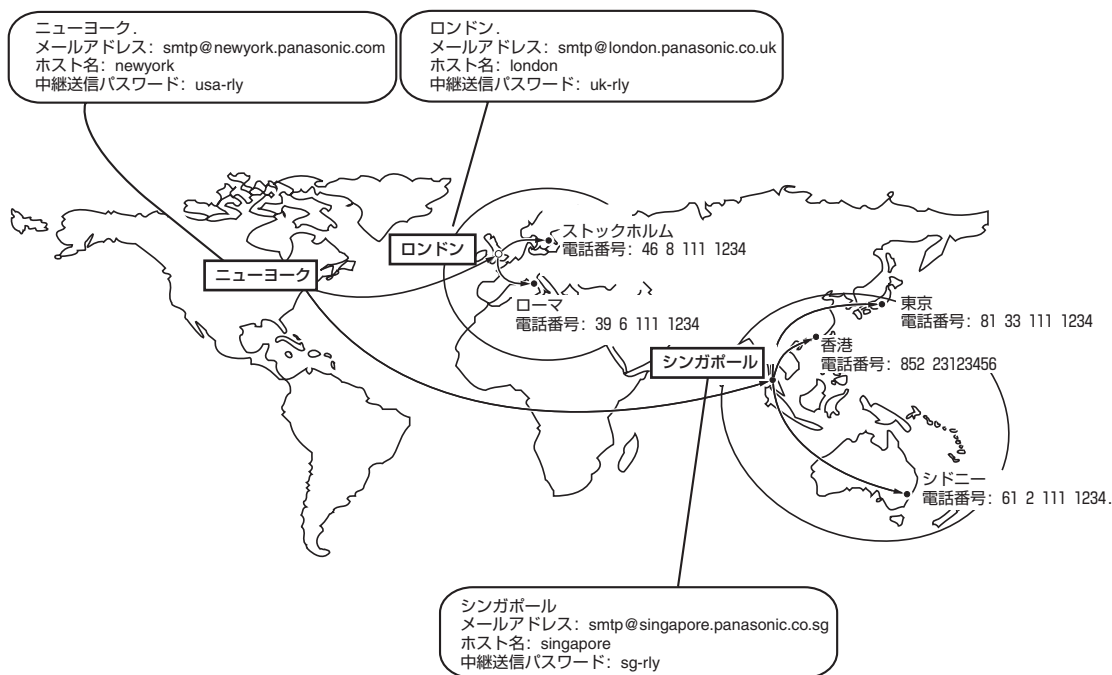 ニューヨーク.
メールアドレス: smtp@newyork.panasonic.com
ホスト名: newyork
中継送信パスワード: usa-rly
ロンドン.
メールアドレス: smtp@london.panasonic.co.uk
ホスト名: london
中継送信パスワード: uk-rly
ニューヨーク
ロンドン
ストックホルム
電話番号: 46 8 111 1234
ローマ
電話番号: 39 6 111 1234
シンガポール
東京
電話番号: 81 33 111 1234
香港
電話番号: 852 23123456
シドニー
電話番号: 61 2 111 1234.
シンガポール
メールアドレス: smtp@singapore.panasonic.co.sg
ホスト名: singapore
中継送信パスワード: sg-rly